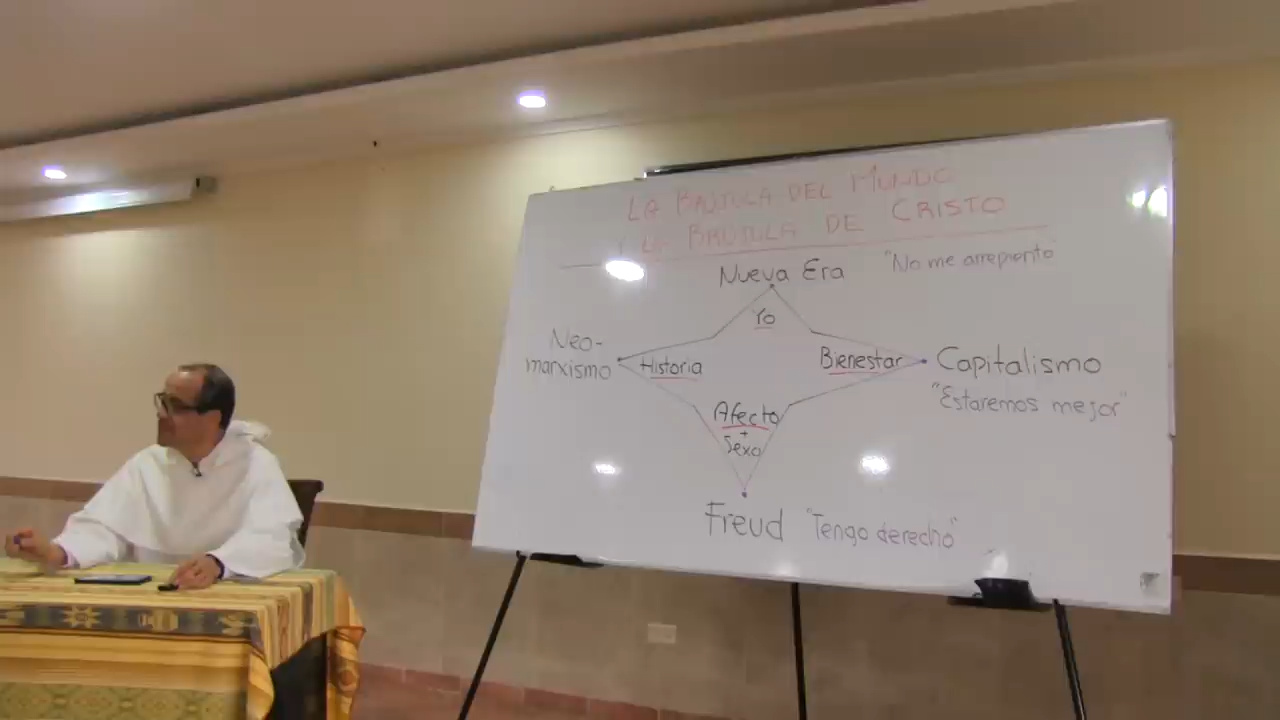 LA BRUJULA DEL MUNDO
Y LA BRUJULA DE CRISTO
Nueva Era "No me arrepiento"
Yo
Neo-
marxismo
Historia
Bienestar
Capitalismo
"Estaremos mejor"
Afecto
+
Sexo
Freud "Tengo derecho"